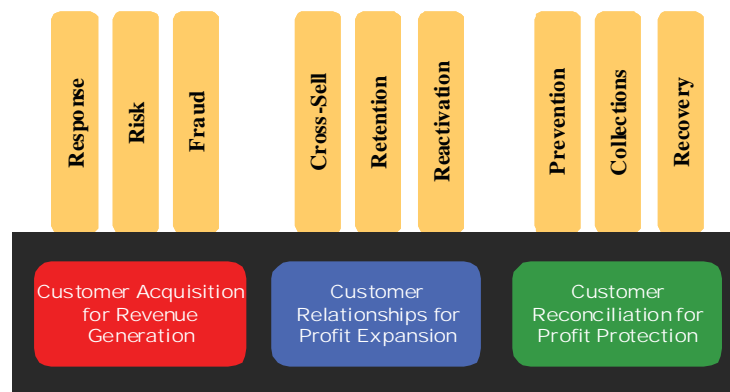 Response
Risk
Fraud
Cross-Sell
Retention
Reactivation
Prevention
Collections
Recovery
Customer Acquisition
for Revenue
Generation
Customer
Relationships for
Profit Expansion
Customer
Reconciliation for
Profit Protection